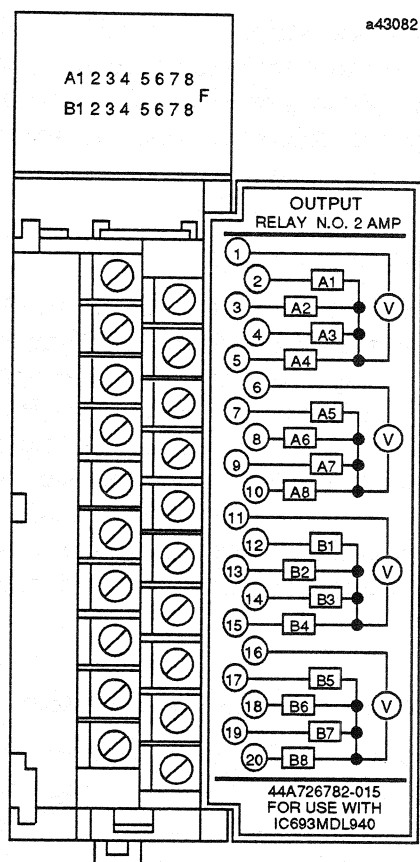 a43082
A1 2 3 4 5 6 7 8
F
B1 2 3 4 5 6 7 8
OUTPUT
RELAY N.O. 2 AMP
1
2 A1
V
3 A2
4 A3
5 A4
6
7 A5
V
8 A6
9 A7
10 A8
11
12 B1
V
13 B2
14 B3
15 B4
16
17 B5
V
18 B6
19 B7
20 B8
44A726782-015
FOR USE WITH
IC693MDL940